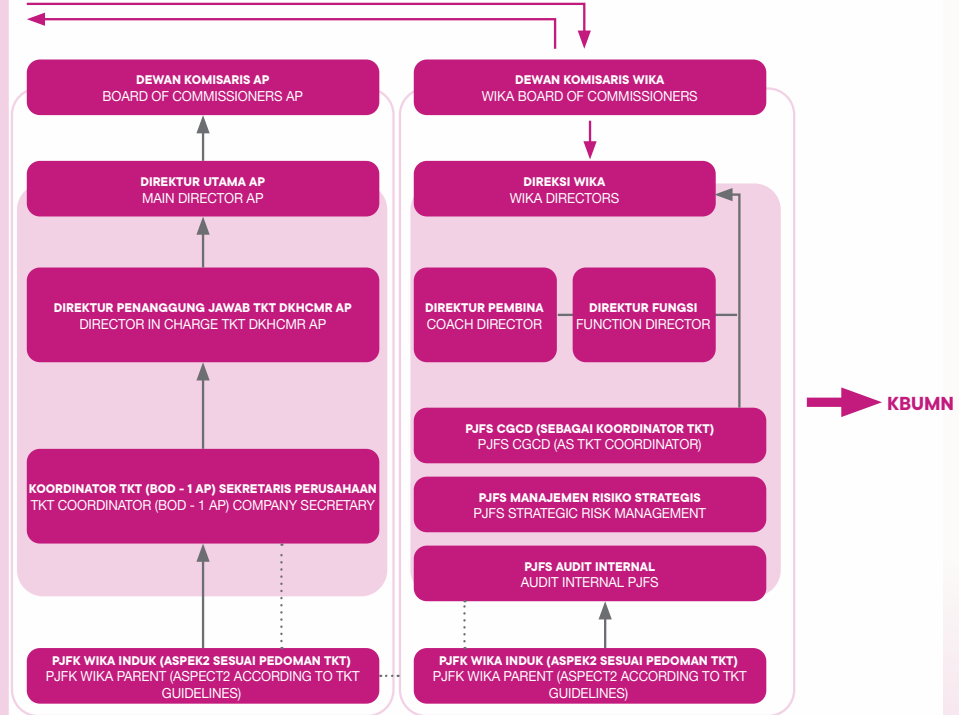 DEWAN KOMISARIS AP
BOARD OF COMMISSIONERS AP
DIREKTUR UTAMA AP
MAIN DIRECTOR AP
DIREKTUR PENANGGUNG JAWAB TKT DKHCMR AP
DIRECTOR IN CHARGE TKT DKHCMR AP
KOORDINATOR TKT (BOD - 1 AP) SEKRETARIS PERUSAHAAN
TKT COORDINATOR (BOD - 1 AP) COMPANY SECRETARY
PJFK WIKA INDUK (ASPEK2 SESUAI PEDOMAN TKT)
PJFK WIKA PARENT (ASPECT2 ACCORDING TO TKT
GUIDELINES)
DEWAN KOMISARIS WIKA
WIKA BOARD OF COMMISSIONERS
DIREKSI WIKA
WIKA DIRECTORS
DIREKTUR PEMBINA
COACH DIRECTOR
DIREKTUR FUNGSI
FUNCTION DIRECTOR
PJFS CGCD (SEBAGAI KOORDINATOR TKT)
PJFS CGCD (AS TKT COORDINATOR)
PJFS MANAJEMEN RISIKO STRATEGIS
PJFS STRATEGIC RISK MANAGEMENT
PJFS AUDIT INTERNAL
AUDIT INTERNAL PJFS
PJFK WIKA INDUK (ASPEK2 SESUAI PEDOMAN TKT)
PJFK WIKA PARENT (ASPECT2 ACCORDING TO TKT
GUIDELINES)
KBUMN